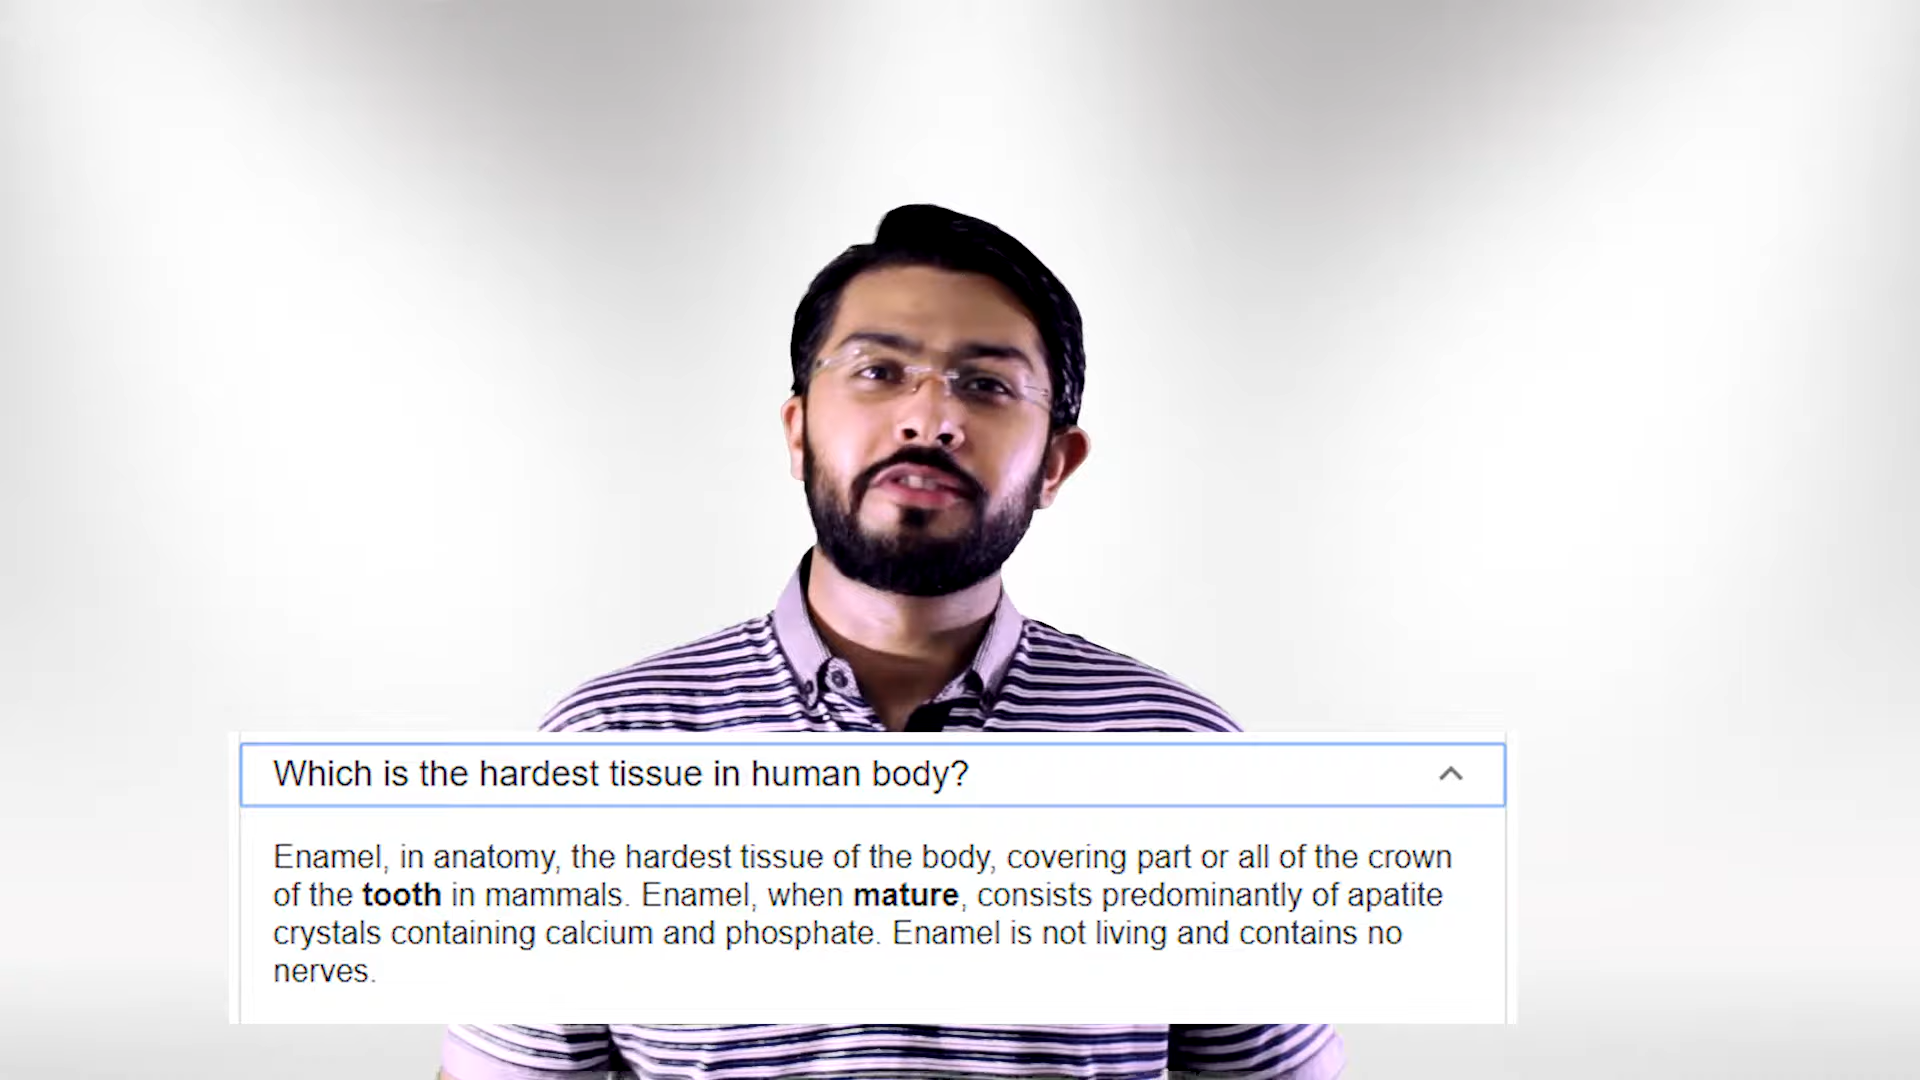 Which is the hardest tissue in human body?
Enamel, in anatomy, the hardest tissue of the body, covering part or all of the crown
of the tooth in mammals. Enamel, when mature, consists predominantly of apatite
crystals containing calcium and phosphate. Enamel is not living and contains no
nerves.